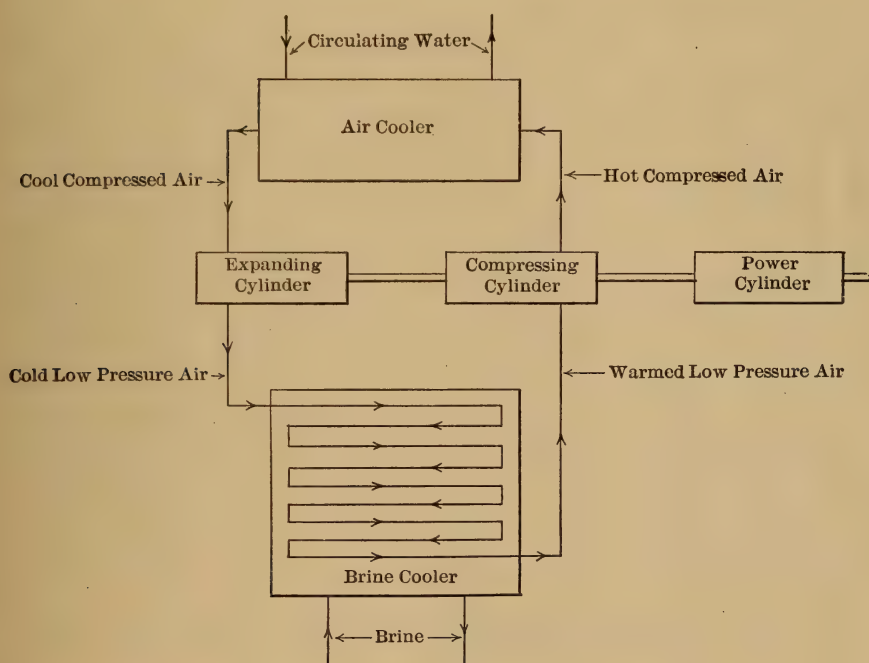 Circulating Water
Air Cooler
Cool Compressed Air
Hot Compressed Air
Expanding
Cylinder
Compressing
Cylinder
Power
Cylinder
Cold Low Pressure Air
Warmed Low Pressure Air
Brine Cooler
Brine